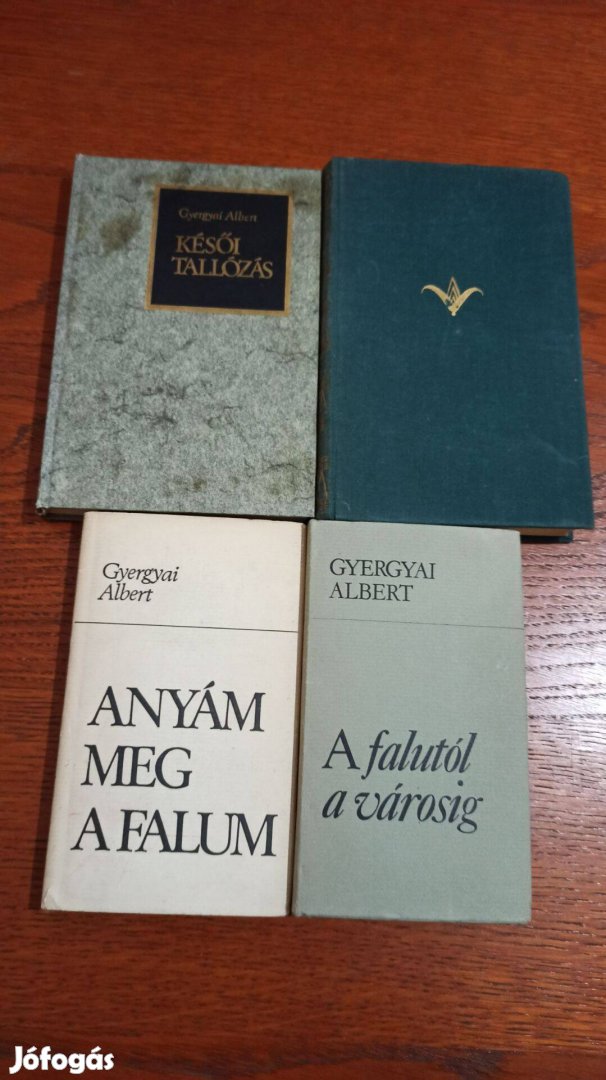 Gyergyai Albert
KÉSŐI
TALLÓZÁS
Gyergyai
Albert
ANYÁM
MEG
A FALUM
GYERGYAI
ALBERT
A falutól
a városig
Jófogás